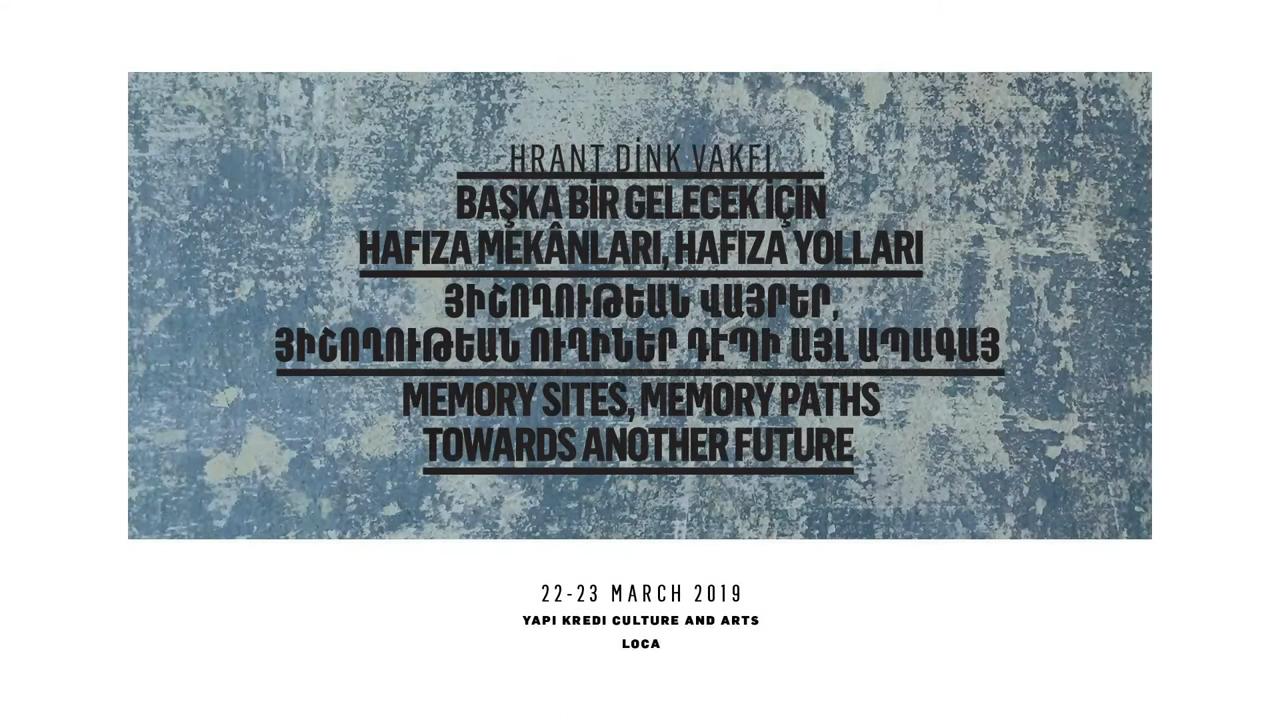 HRANT DİNK VAKFI
BAŞKA BİR GELECEK İÇİN
HAFIZA MEKÂNLARI, HAFIZA YOLLARI
ՅԻՇՈՂՈՒԹԵԱՆ ՎԱՅՐԵՐ,
ՅԻՇՈՂՈՒԹԵԱՆ ՈՒՂԻՆԵՐ ԴԷՊԻ ԱՅԼ ԱՊԱԳԱՅ
MEMORY SITES, MEMORY PATHS
TOWARDS ANOTHER FUTURE
22-23 MARCH 2019
YAPI KREDI CULTURE AND ARTS
LOCA